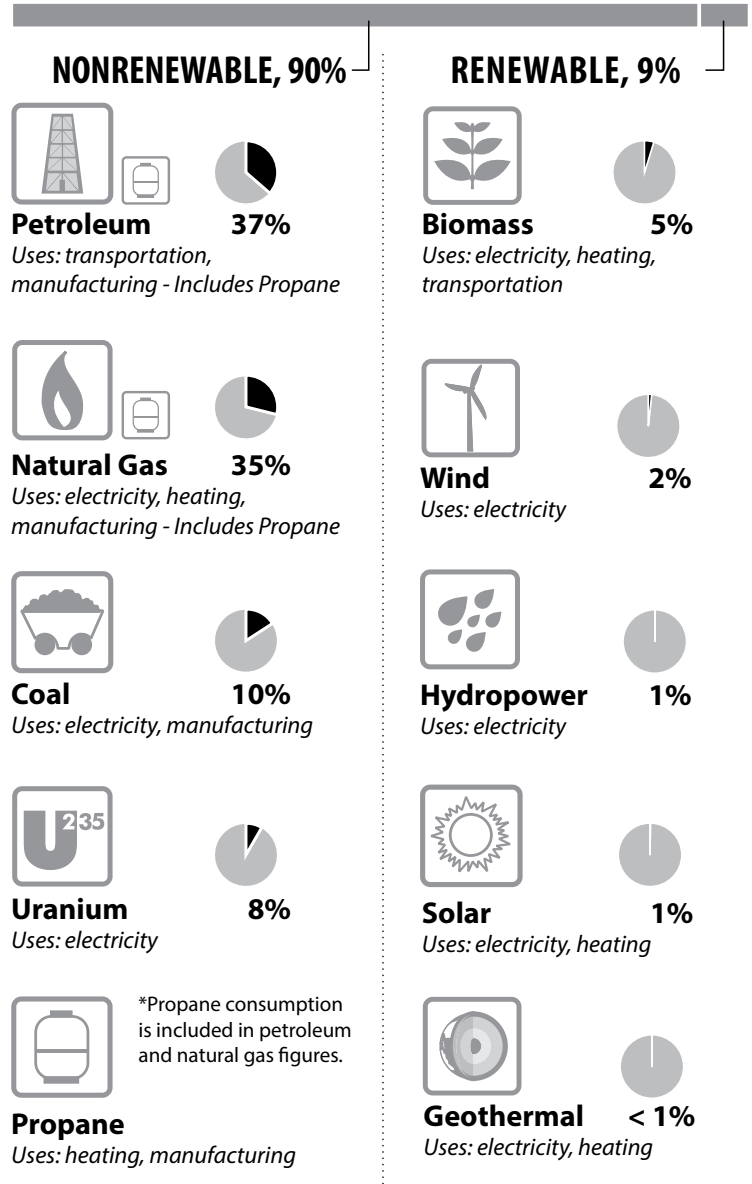 NONRENEWABLE, 90%
Petroleum 37%
Uses: transportation,
manufacturing - Includes Propane
Natural Gas 35%
Uses: electricity, heating,
manufacturing - Includes Propane
Coal 10%
Uses: electricity, manufacturing
U235
Uranium 8%
Uses: electricity
*Propane consumption
is included in petroleum
and natural gas figures.
Propane
Uses: heating, manufacturing
RENEWABLE, 9%
Biomass 5%
Uses: electricity, heating,
transportation
Wind 2%
Uses: electricity
Hydropower 1%
Uses: electricity
Solar 1%
Uses: electricity, heating
Geothermal < 1%
Uses: electricity, heating